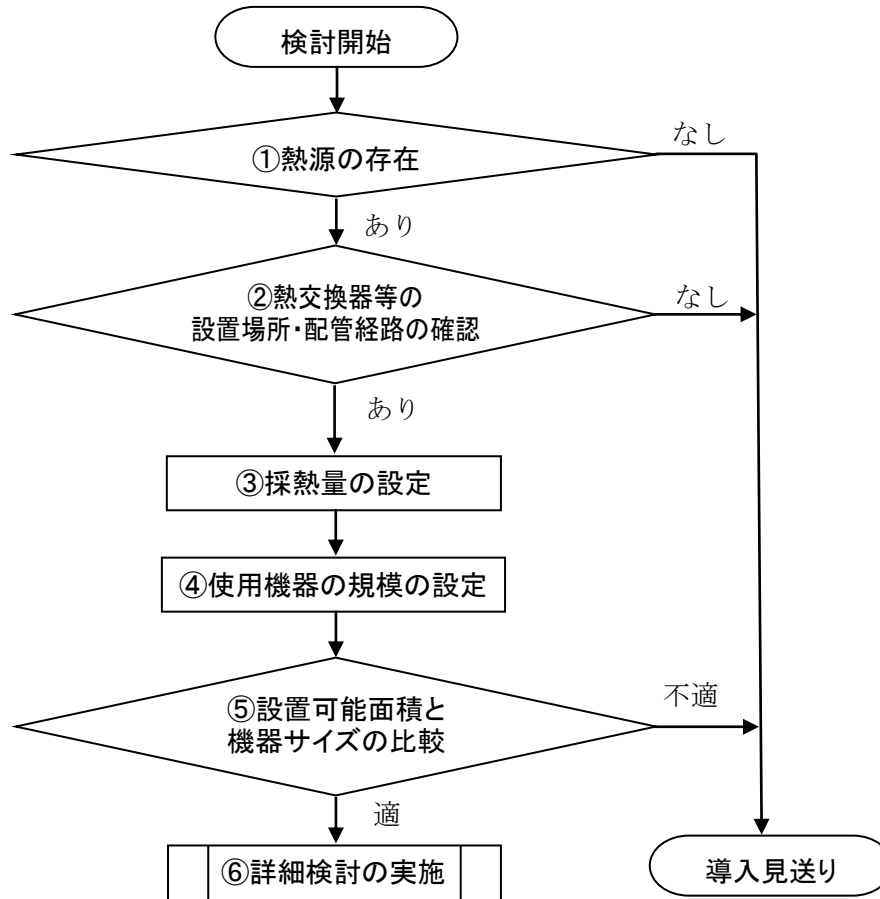 検討開始
①熱源の存在
なし
あり
②熱交換器等の
設置場所・配管経路の確認
なし
あり
③採熱量の設定
④使用機器の規模の設定
⑤設置可能面積と
機器サイズの比較
不適
適
⑥詳細検討の実施
導入見送り